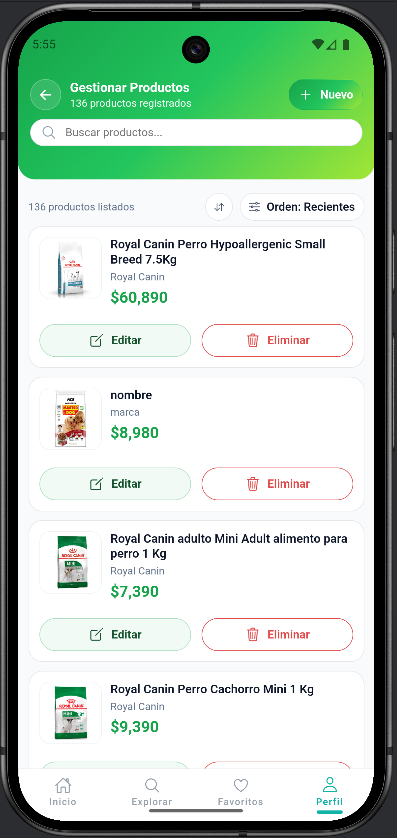 5:55
Gestionar Productos
136 productos registrados
+ Nuevo
Buscar productos...
136 productos listados
Orden: Recientes
Royal Canin Perro Hypoallergenic Small
Breed 7.5Kg
Royal Canin
$60,890
Editar
Eliminar
nombre
marca
$8,980
Editar
Eliminar
Royal Canin adulto Mini Adult alimento para
perro 1 Kg
Royal Canin
$7,390
Editar
Eliminar
Royal Canin Perro Cachorro Mini 1 Kg
Royal Canin
$9,390
Inicio
Explorar
Favoritos
Perfil